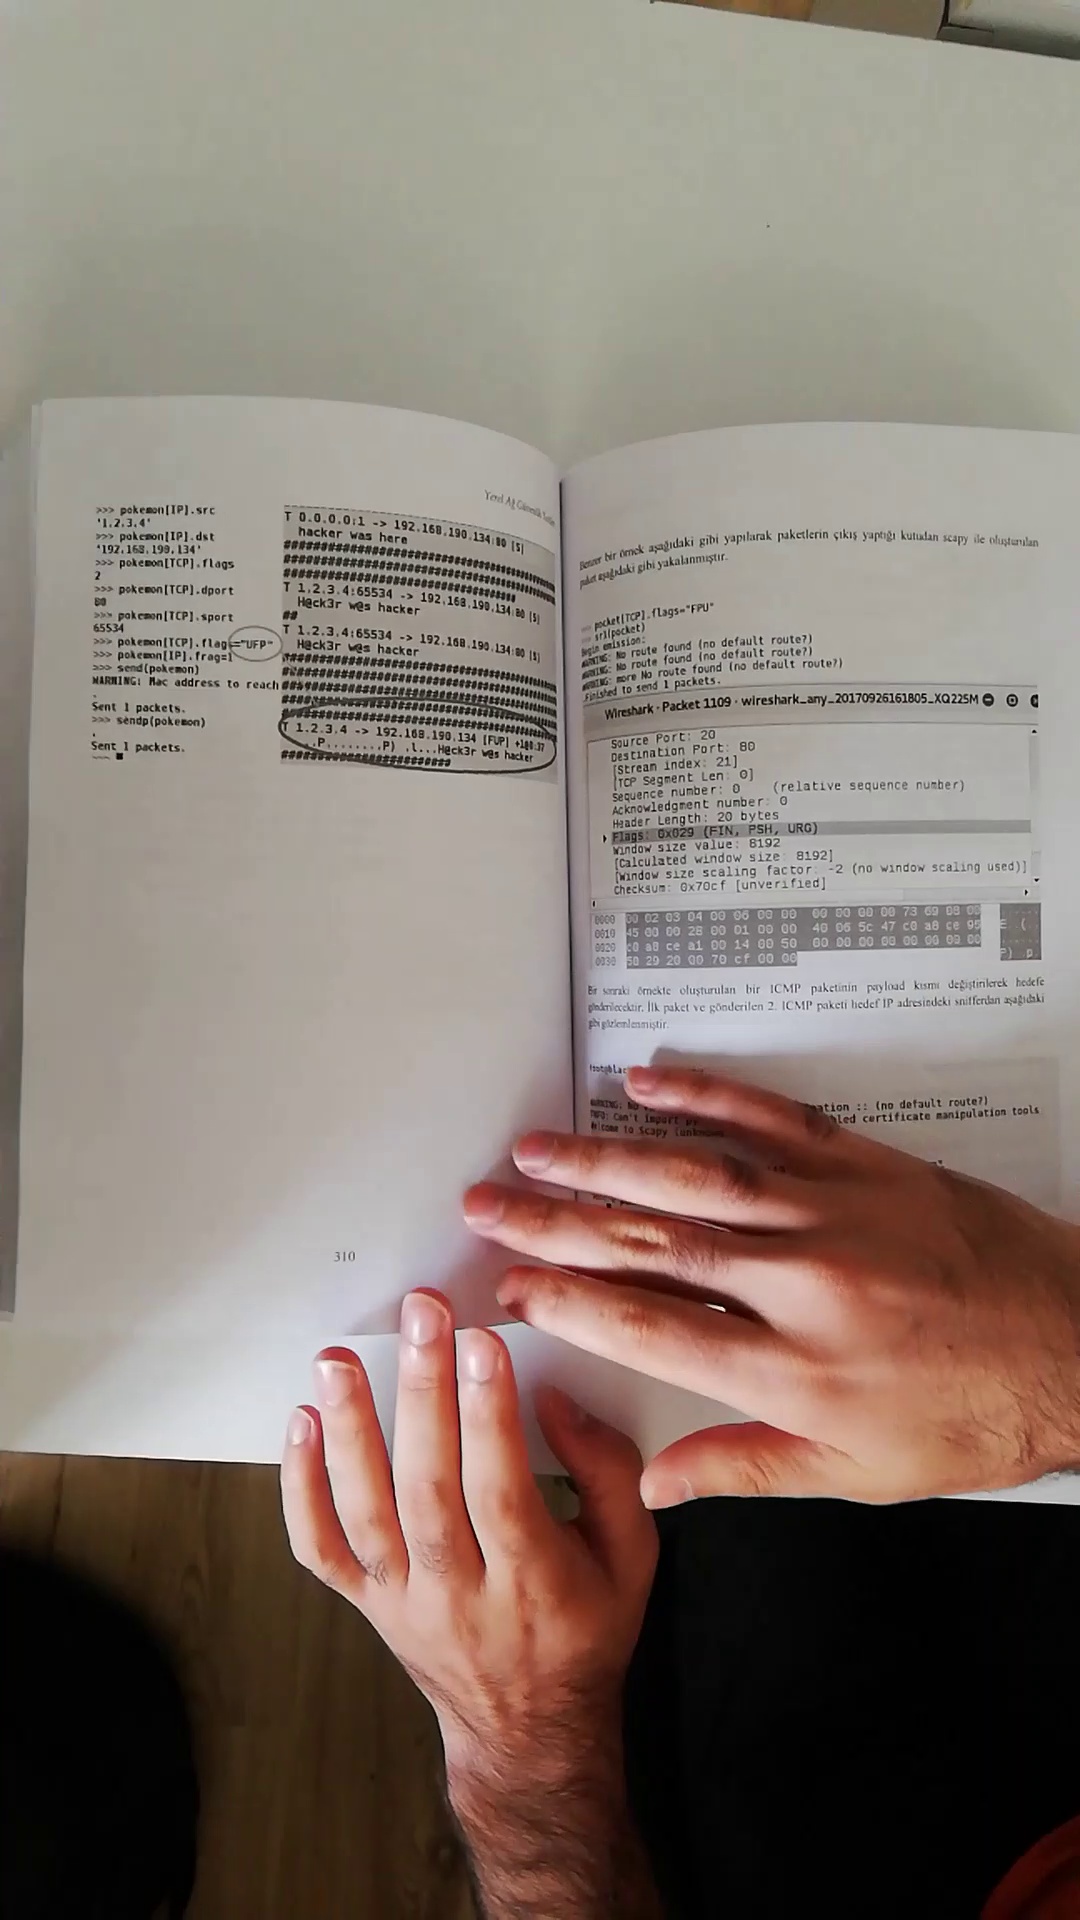 Yerel Ağ Güvenlik
>>> pokemon[IP].src
'1.2.3.4'
>>> pokemon[IP].dst
'192.168.190.134'
>>> pokemon[TCP].flags
2
>>> pokemon[TCP].dport
80
>>> pokemon[TCP].sport
65534
>>> pokemon[TCP].flag="UFP"
>>> pokemon[IP].frag=1
>>> send(pokemon)
WARNING: Mac address to reach
.
Sent 1 packets.
>>> sendp(pokemon)
.
Sent 1 packets.
>>>
T 0.0.0.0:1 -> 192.168.190.134:80 [S]
hacker was here
T 1.2.3.4:65534 -> 192.168.190.134:80 [S]
H@ck3r w@s hacker
##
T 1.2.3.4:65534 -> 192.168.190.134:80 [S]
H@ck3r w@s hacker
T 1.2.3.4 -> 192.168.190.134 [FUP] +1@8:37
..P........P) .l...H@ck3r w@s hacker
310
Benzer bir örnek aşağıdaki gibi yapılarak paketlerin çıkış yaptığı kutudan scapy ile oluşturulan
paket aşağıdaki gibi yakalanmıştır.
>>> pocket[TCP].flags="FPU"
>>> sr1(pocket)
Begin emission:
WARNING: No route found (no default route?)
WARNING: No route found (no default route?)
WARNING: more No route found (no default route?)
.Finished to send 1 packets.
Wireshark · Packet 1109 · wireshark_any_20170926161805_XQ22SM
Source Port: 20
Destination Port: 80
[Stream index: 21]
[TCP Segment Len: 0]
Sequence number: 0 (relative sequence number)
Acknowledgment number: 0
Header Length: 20 bytes
Flags: 0x029 (FIN, PSH, URG)
Window size value: 8192
[Calculated window size: 8192]
[Window size scaling factor: -2 (no window scaling used)]
Checksum: 0x70cf [unverified]
0000 00 02 03 04 00 06 00 00 00 00 00 00 73 69 08 00
0010 45 00 00 28 00 01 00 00 40 06 5c 47 c0 a8 ce 95 E..(
0020 c0 a8 ce a1 00 14 00 50 00 00 00 00 00 00 00 00
0030 50 29 20 00 70 cf 00 00 P) .p
Bir sonraki örnekte oluşturulan bir ICMP paketinin payload kısmı değiştirilerek hedefe
gönderilecektir. İlk paket ve gönderilen 2. ICMP paketi hedef IP adresindeki snifferdan aşağıdaki
gibi gözlemlenmiştir.
WARNING: No :: (no default route?)
INFO: Can't import certificate manipulation tools
Welcome to Scapy